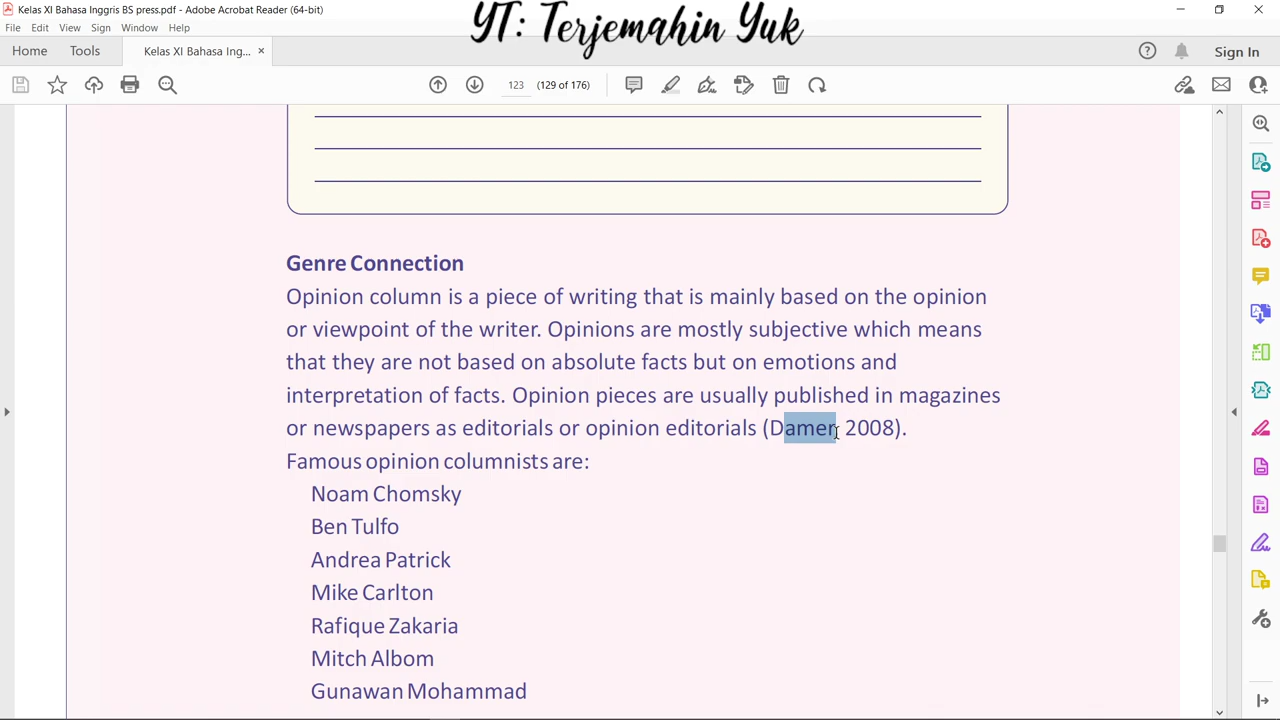 Kelas XI Bahasa Inggris BS press.pdf - Adobe Acrobat Reader (64-bit)
YT: Terjemahin Yuk
File Edit View Sign Window Help
Home Tools Kelas XI Bahasa Ing... × Sign In
123 (129 of 176)
Genre Connection
Opinion column is a piece of writing that is mainly based on the opinion
or viewpoint of the writer. Opinions are mostly subjective which means
that they are not based on absolute facts but on emotions and
interpretation of facts. Opinion pieces are usually published in magazines
or newspapers as editorials or opinion editorials (Damer, 2008).
Famous opinion columnists are:
Noam Chomsky
Ben Tulfo
Andrea Patrick
Mike Carlton
Rafique Zakaria
Mitch Albom
Gunawan Mohammad